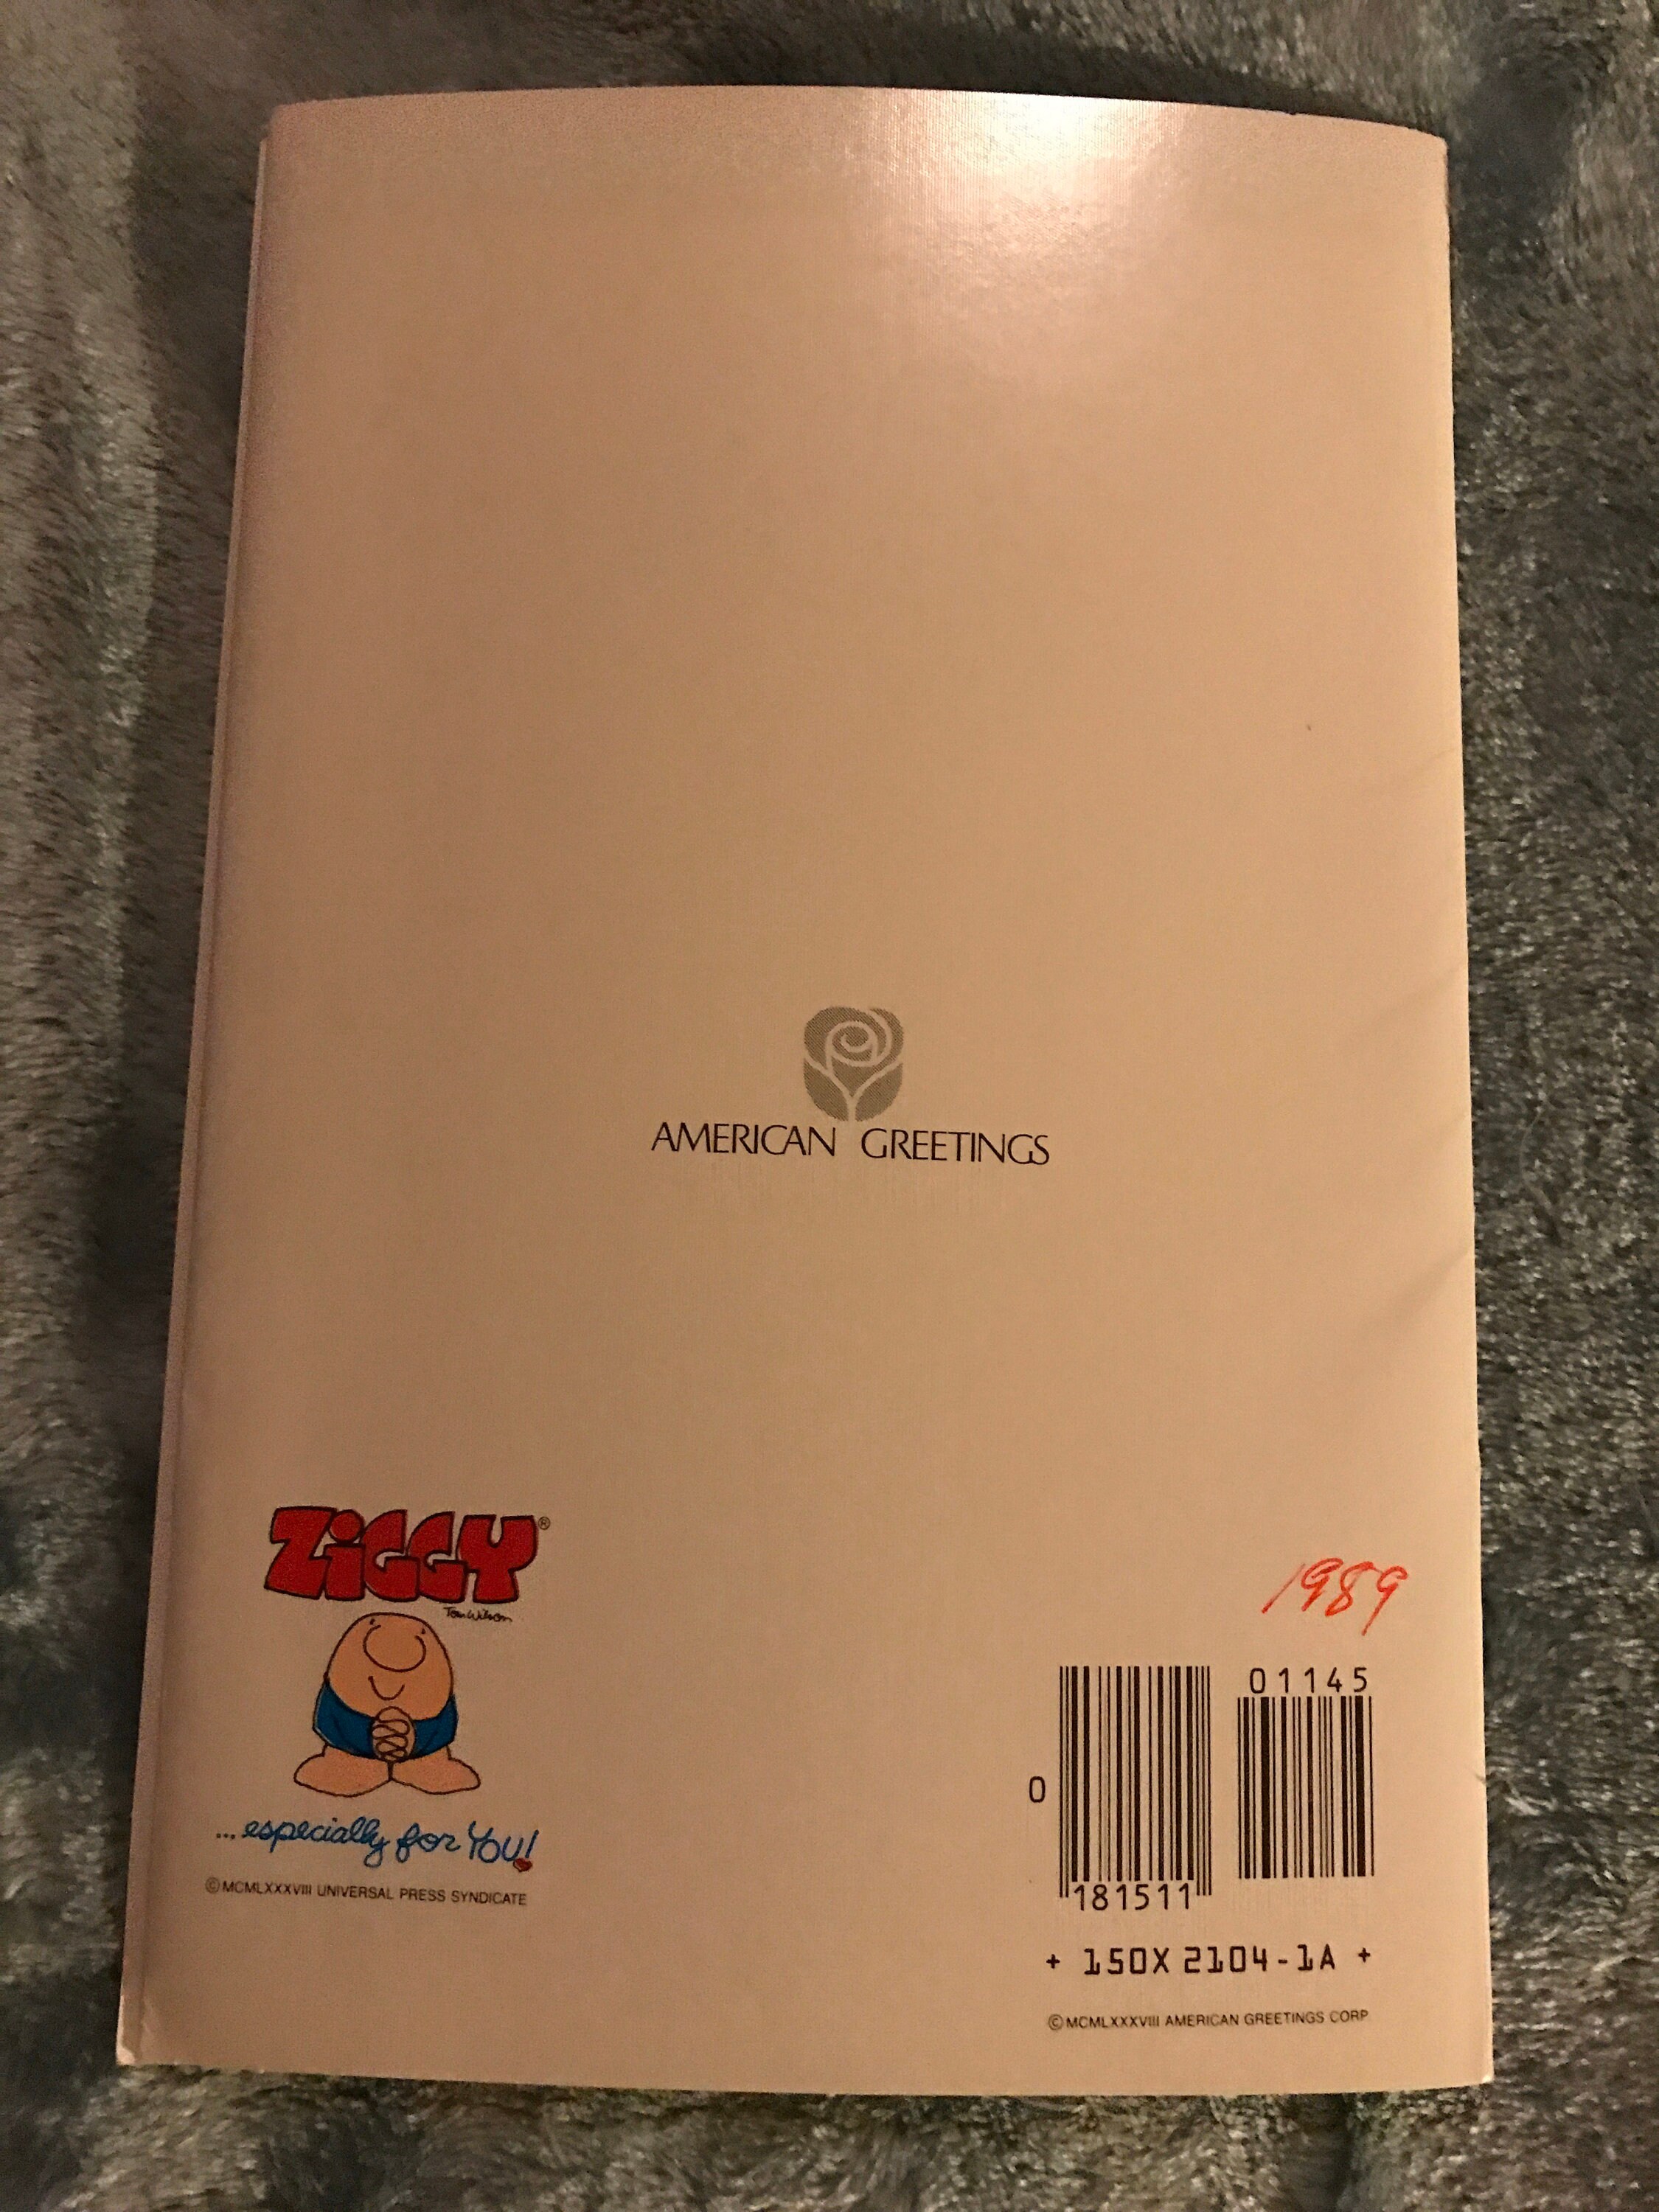 AMERICAN GREETINGS
ZiGGY®
Tom Wilson
...especially for YOU!
© MCMLXXXVIII UNIVERSAL PRESS SYNDICATE
1989
01145
0
181511
+ 150X 2104-1A +
© MCMLXXXVIII AMERICAN GREETINGS CORP